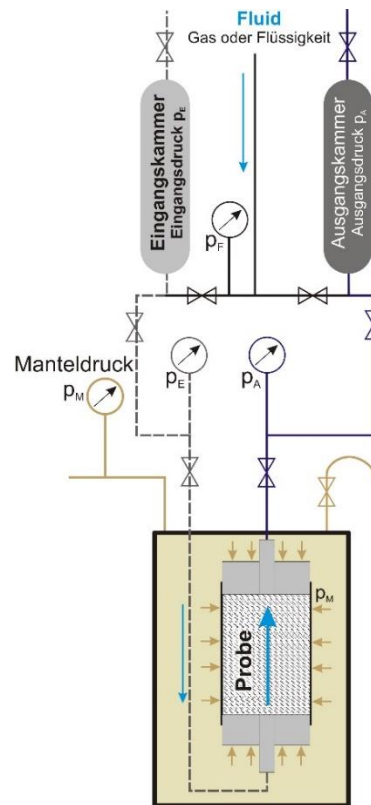 Fluid
Gas oder Flüssigkeit
Eingangskammer
Eingangsdruck pE
Ausgangskammer
Ausgangsdruck pA
pF
Manteldruck
pM
pE
pA
pM
Probe